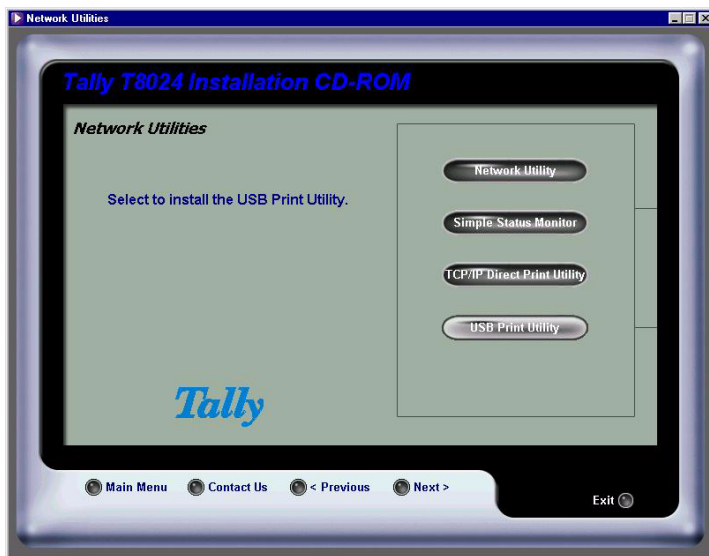 Network Utilities
Tally T8024 Installation CD-ROM
Network Utilities
Select to install the USB Print Utility.
Network Utility
Simple Status Monitor
TCP/IP Direct Print Utility
USB Print Utility
Tally
Main Menu Contact Us < Previous Next >
Exit